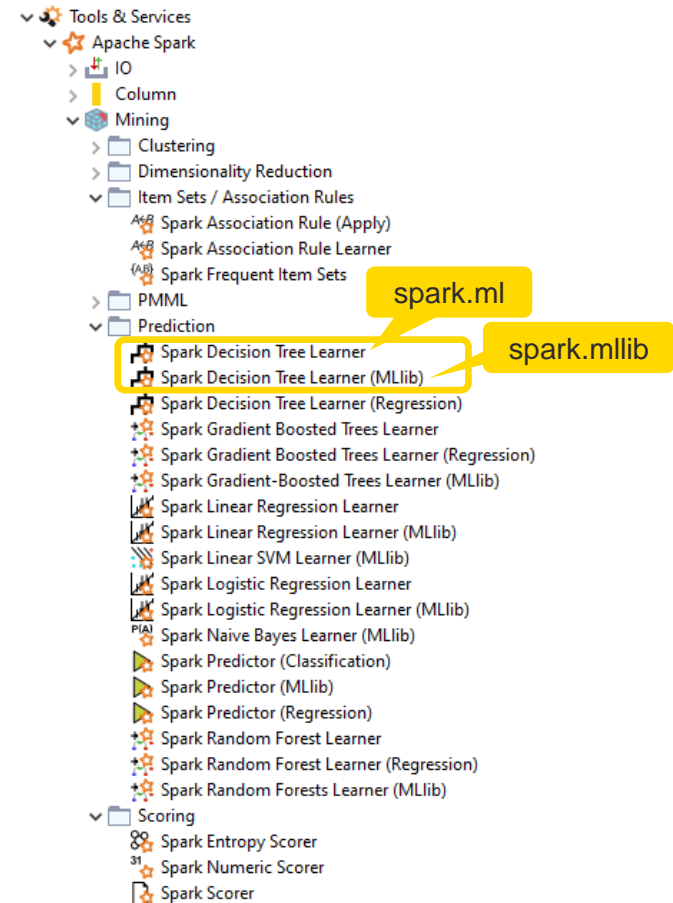 Tools & Services
Apache Spark
IO
Column
Mining
Clustering
Dimensionality Reduction
Item Sets / Association Rules
A€B Spark Association Rule (Apply)
A€B Spark Association Rule Learner
{A,B} Spark Frequent Item Sets
spark.ml
PMML
Prediction
spark.mllib
Spark Decision Tree Learner
Spark Decision Tree Learner (MLlib)
Spark Decision Tree Learner (Regression)
Spark Gradient Boosted Trees Learner
Spark Gradient Boosted Trees Learner (Regression)
Spark Gradient-Boosted Trees Learner (MLlib)
Spark Linear Regression Learner
Spark Linear Regression Learner (MLlib)
Spark Linear SVM Learner (MLlib)
Spark Logistic Regression Learner
Spark Logistic Regression Learner (MLlib)
P(A) Spark Naive Bayes Learner (MLlib)
Spark Predictor (Classification)
Spark Predictor (MLlib)
Spark Predictor (Regression)
Spark Random Forest Learner
Spark Random Forest Learner (Regression)
Spark Random Forests Learner (MLlib)
Scoring
Spark Entropy Scorer
31 Spark Numeric Scorer
Spark Scorer